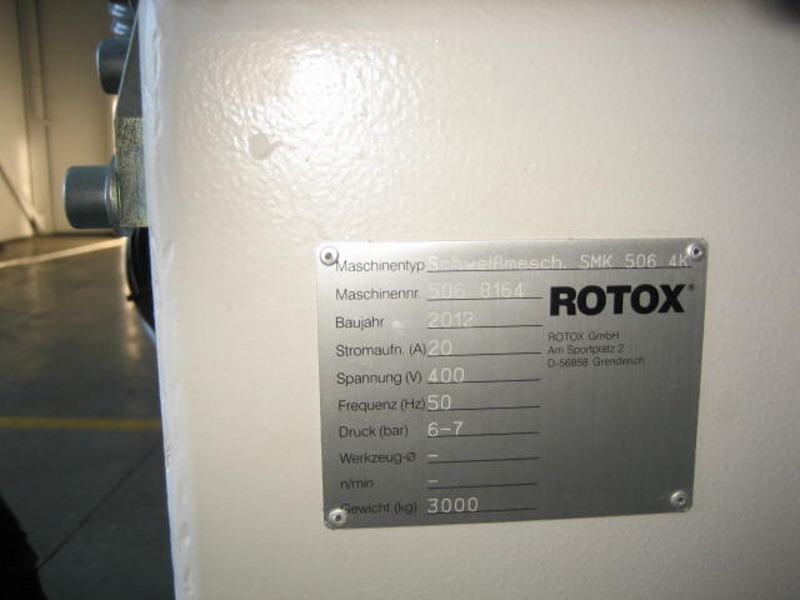 Maschinentyp Schweißmasch. SMK 506 4K
Maschinennr. 506 8164
ROTOX®
Baujahr 2012
ROTOX GmbH
Am Sportplatz 2
D-56858 Grenderich
Stromaufn. (A) 20
Spannung (V) 400
Frequenz (Hz) 50
Druck (bar) 6-7
Werkzeug-Ø -
n/min -
Gewicht (kg) 3000